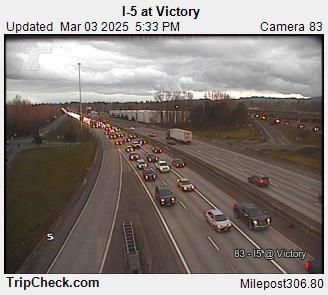 I-5 at Victory
Updated Mar 03 2025 5:33 PM Camera 83
S
83 - I5 @ Victory
TripCheck.com Milepost306.80